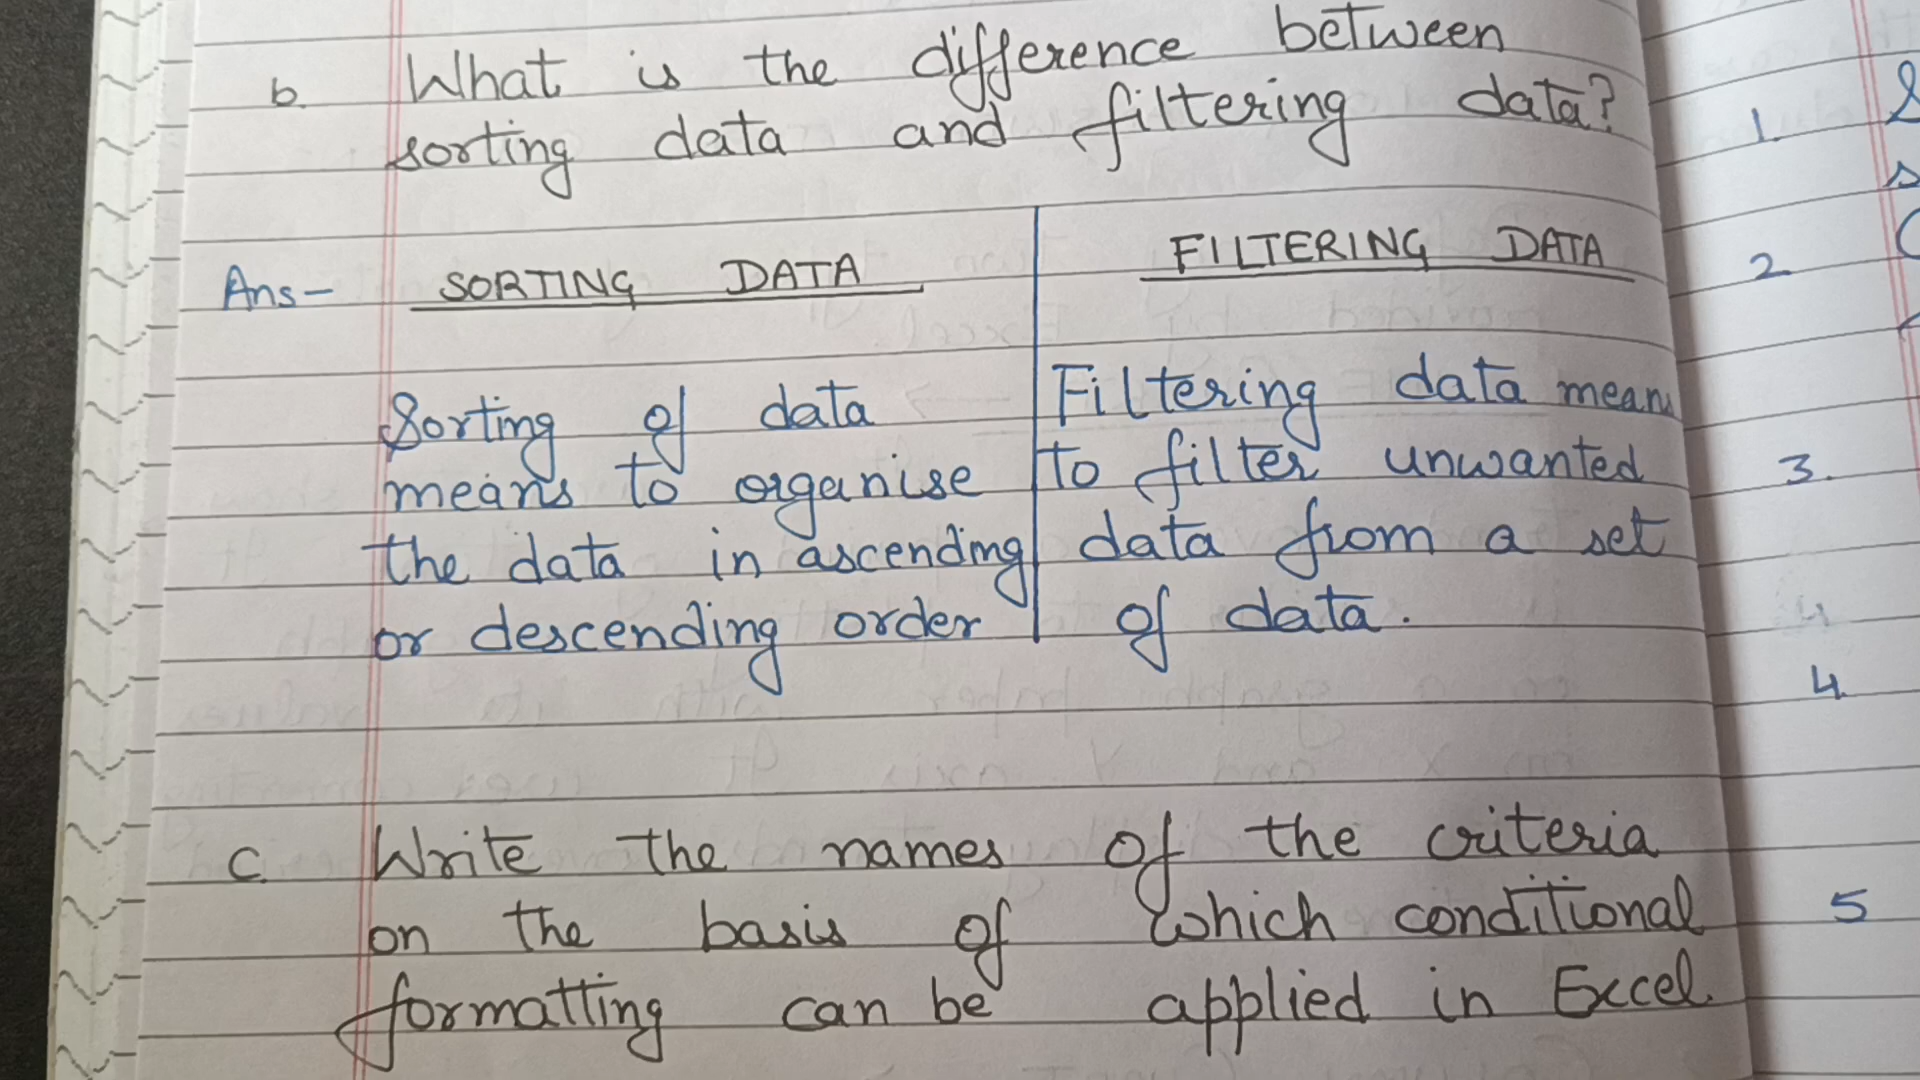 b. What is the difference between
sorting data and filtering data?
Ans- SORTING DATA
Sorting of data
means to organise
the data in ascending
or descending order
FILTERING DATA
Filtering data means
to filter unwanted
data from a set
of data.
c. Write the names of the criteria
on the basis of which conditional
formatting can be applied in Excel.
1.
2
3.
4
4.
5